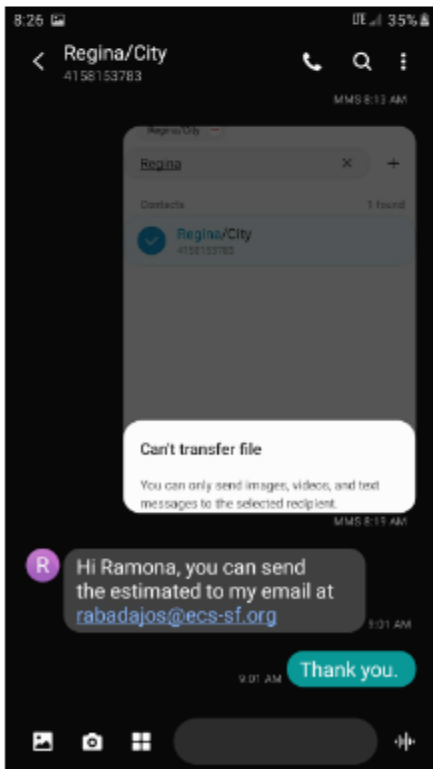 8:26 LTE 35%
Regina/City
4158153783
MMS 8:13 AM
Regina/City
Regina
Contacts 1 found
Regina/City
4158153783
Can't transfer file
You can only send images, videos, and text
messages to the selected recipient.
MMS 8:19 AM
R
Hi Ramona, you can send
the estimated to my email at
rabadajos@ecs-sf.org
9:01 AM
9:01 AM
Thank you.